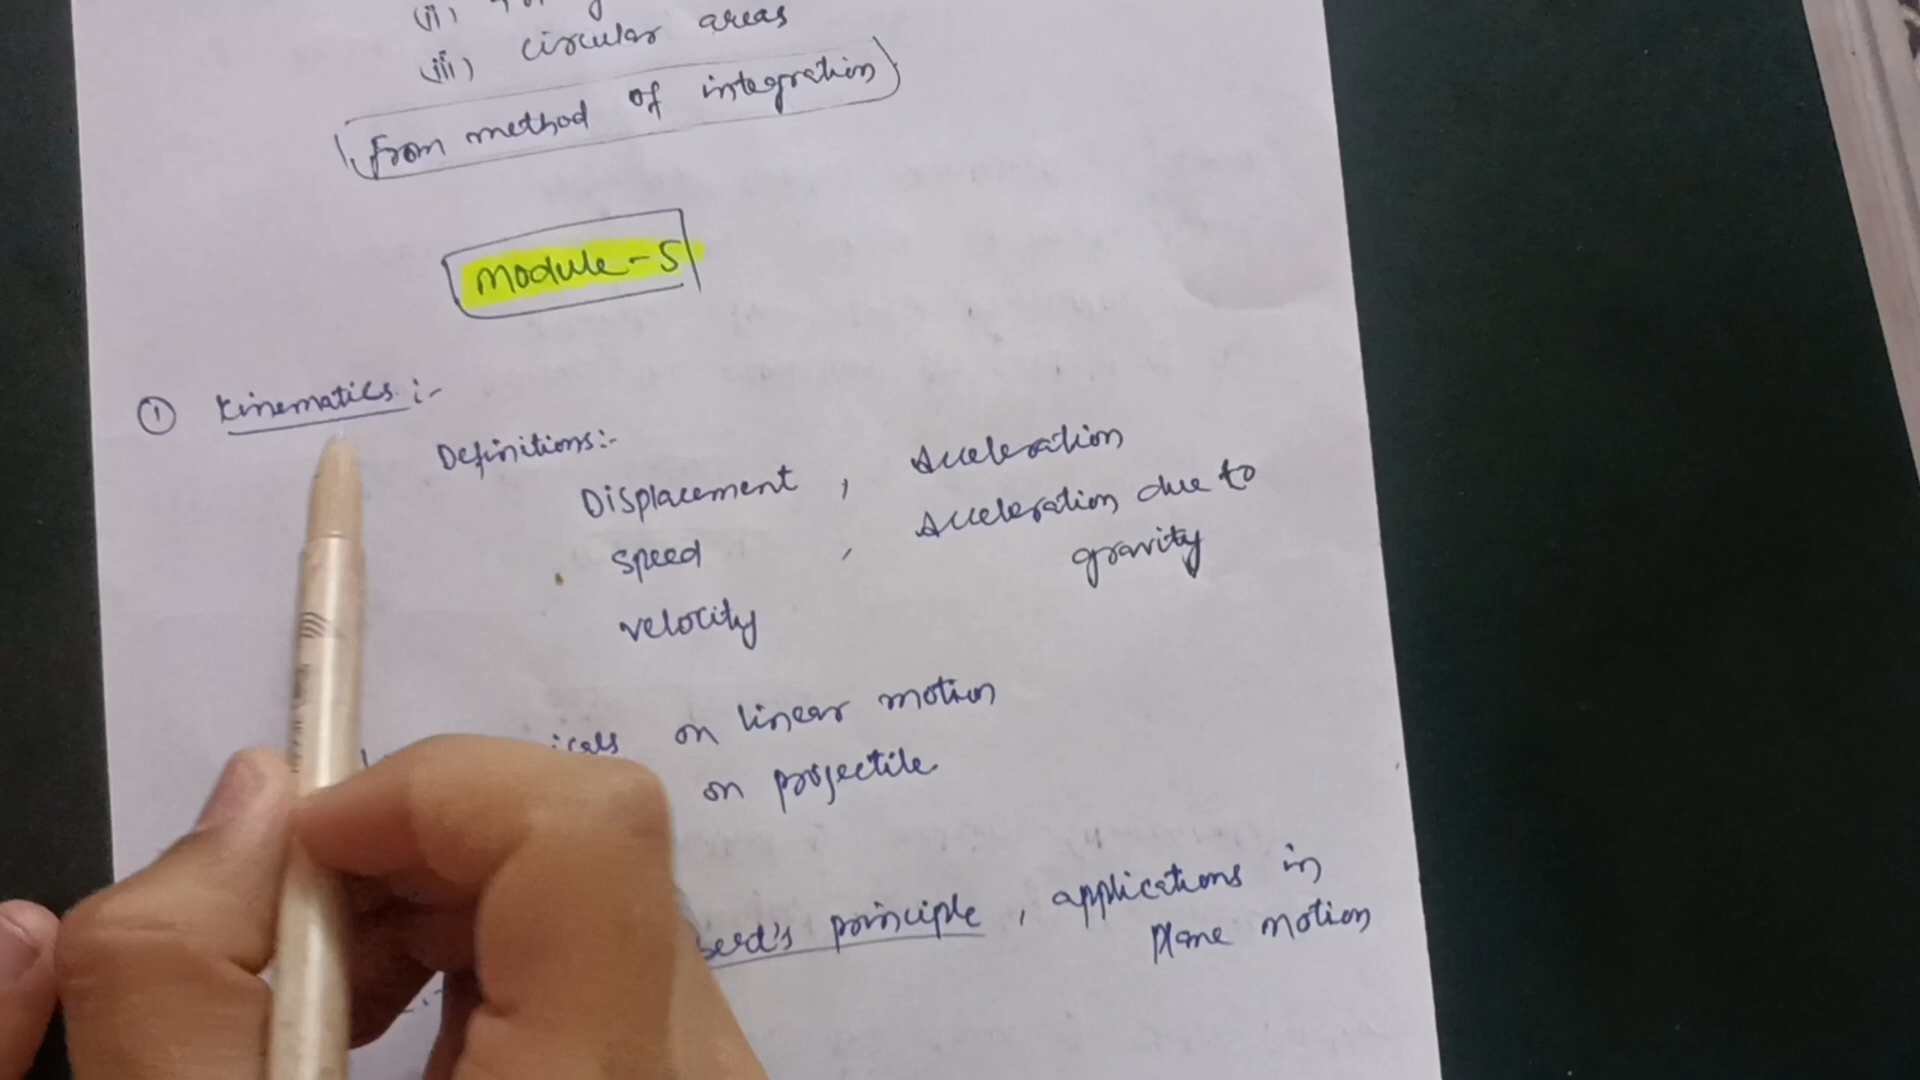 (ii)
(iii) circular areas
From method of integration
Module-5
① Kinematics :-
Definitions:-
Displacement , Acceleration
speed , Acceleration due to
gravity
velocity
on linear motion
on projectile
principle , applications in
Plane motion